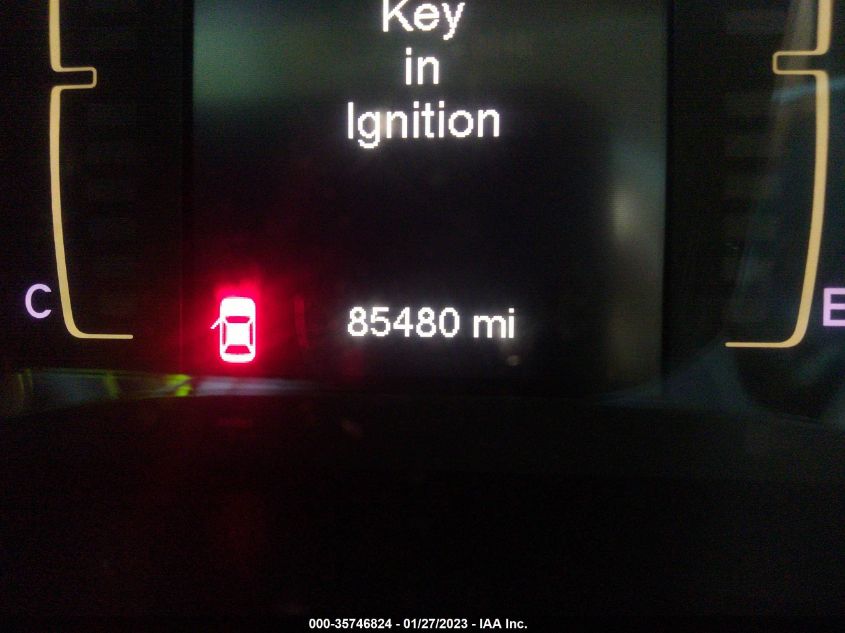 Key
in
Ignition
C
85480 mi
E
000-35746824 - 01/27/2023 - IAA Inc.